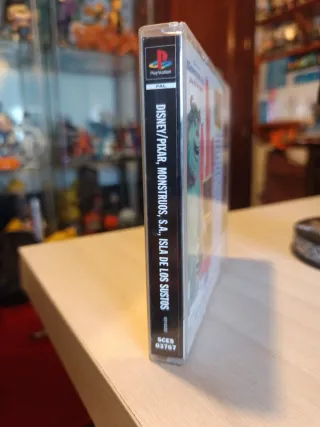 PlayStation
PAL
DISNEY/PIXAR, MONSTRUOS, S.A., ISLA DE LOS SUSTOS
SCES
03767